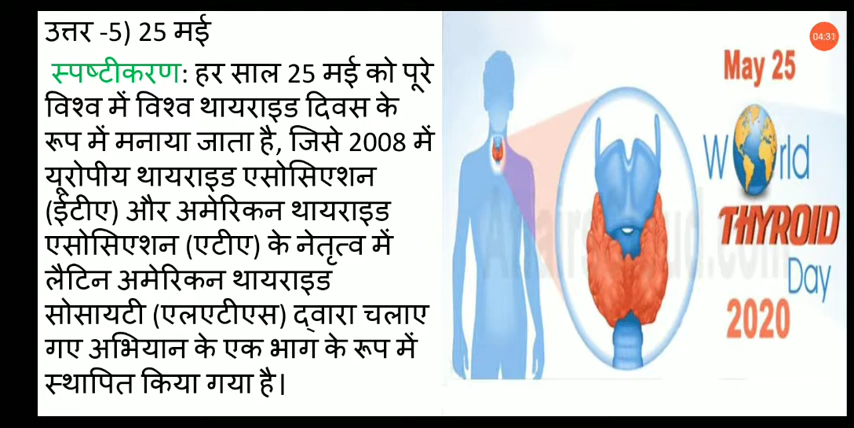 उत्तर -5) 25 मई
स्पष्टीकरण: हर साल 25 मई को पूरे
विश्व में विश्व थायराइड दिवस के
रूप में मनाया जाता है, जिसे 2008 में
यूरोपीय थायराइड एसोसिएशन
(ईटीए) और अमेरिकन थायराइड
एसोसिएशन (एटीए) के नेतृत्व में
लैटिन अमेरिकन थायराइड
सोसायटी (एलएटीएस) द्वारा चलाए
गए अभियान के एक भाग के रूप में
स्थापित किया गया है।
04:31
May 25
World
THYROID
Day
2020